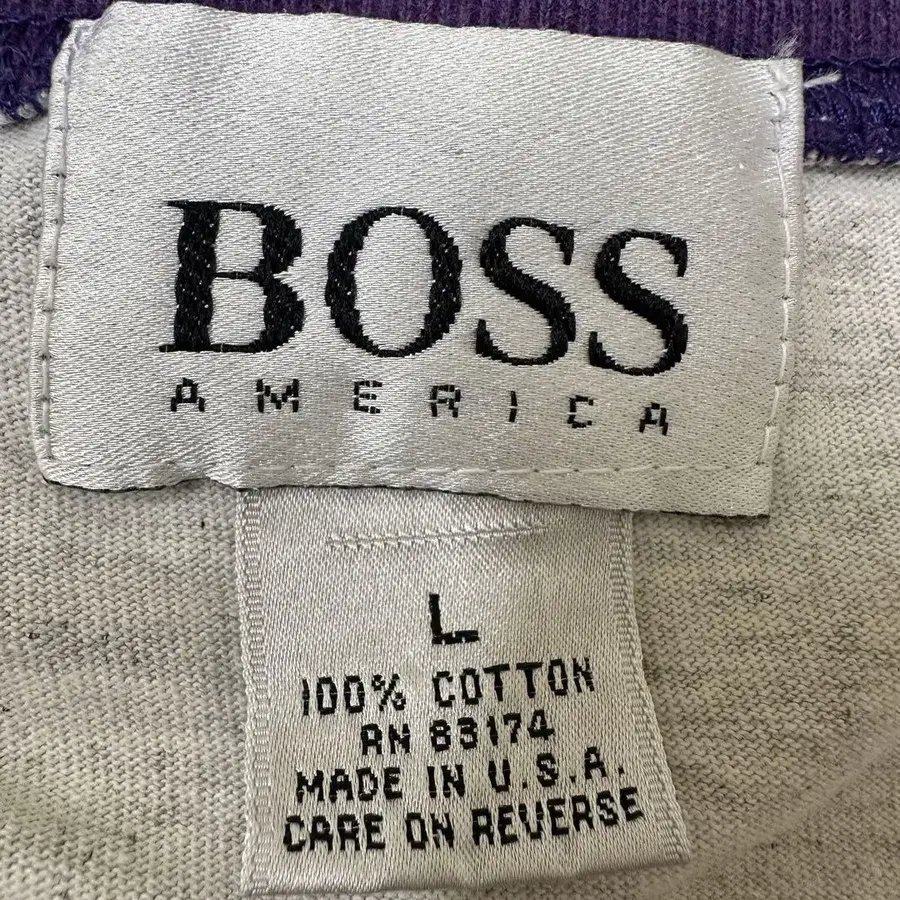 BOSS
AMERICA
L
100% COTTON
RN 83174
MADE IN U.S.A.
CARE ON REVERSE